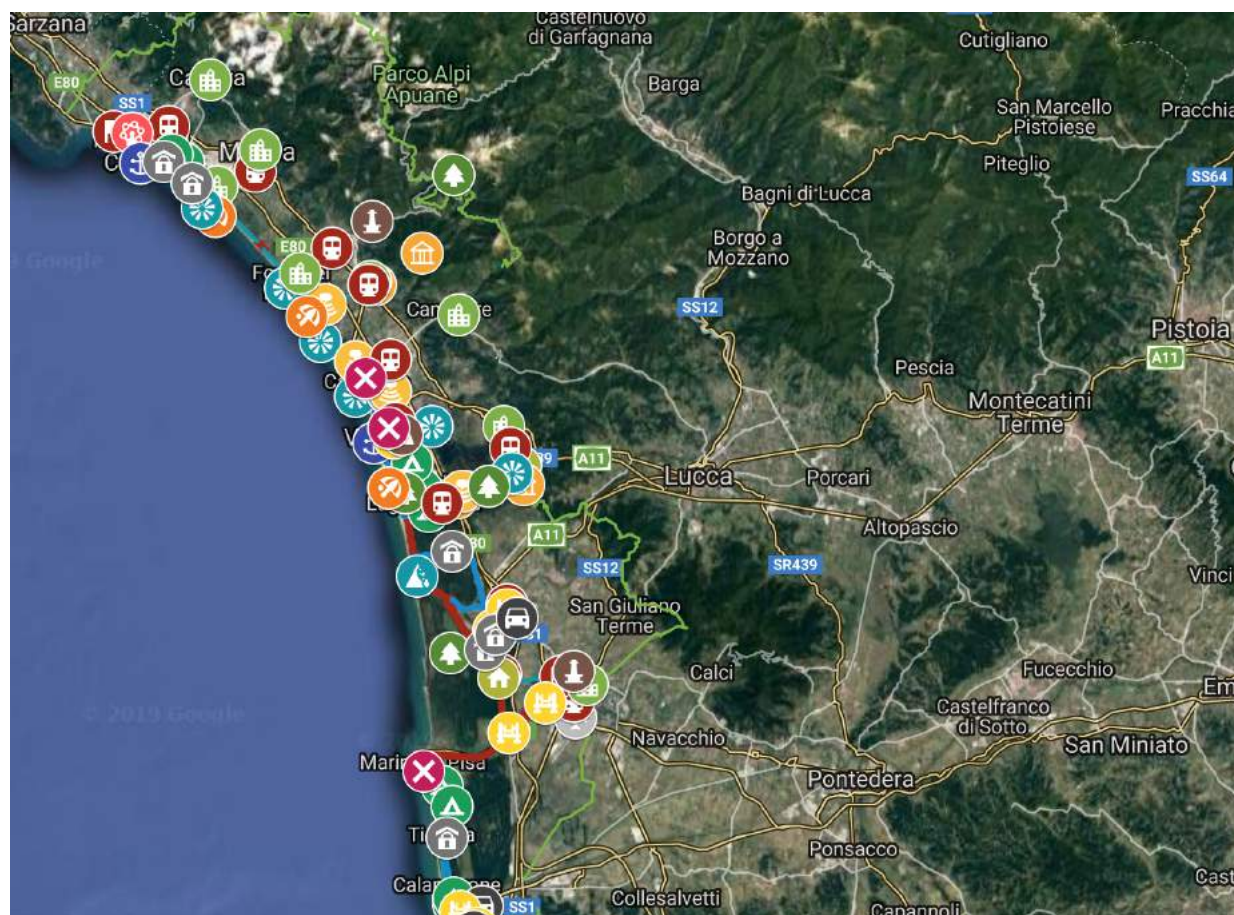 Sarzana
Castelnuovo
di Garfagnana
Cutigliano
E80
Parco Alpi
Apuane
Barga
SS1
San Marcello
Pistoiese
Pracchia
Piteglio
SS64
Bagni di Lucca
Google
E80
Borgo a
Mozzano
SS12
Pistoia
A11
Pescia
Montecatini
Terme
A11
Lucca
Porcari
Altopascio
A11
SS12
SR439
Vinci
San Giuliano
Terme
Calci
Fucecchio
© 2019 Google
Castelfranco
di Sotto
Navacchio
San Miniato
Pontedera
Ponsacco
Collesalvetti
SS1
Capannoli